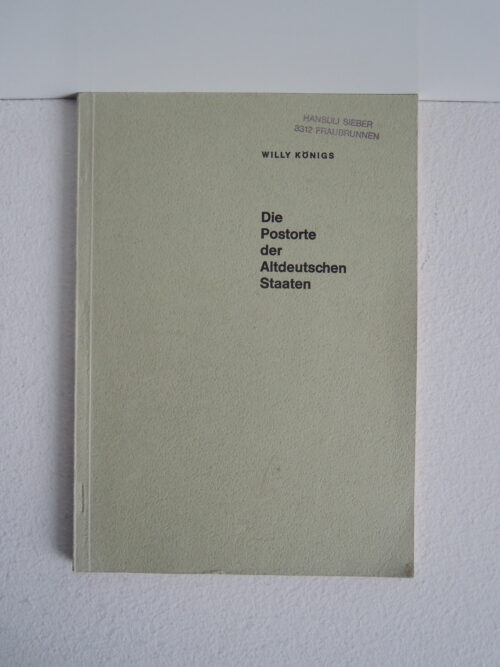 HANSULI SIEBER
3312 FRAUBRUNNEN
WILLY KÖNIGS
Die
Postorte
der
Altdeutschen
Staaten